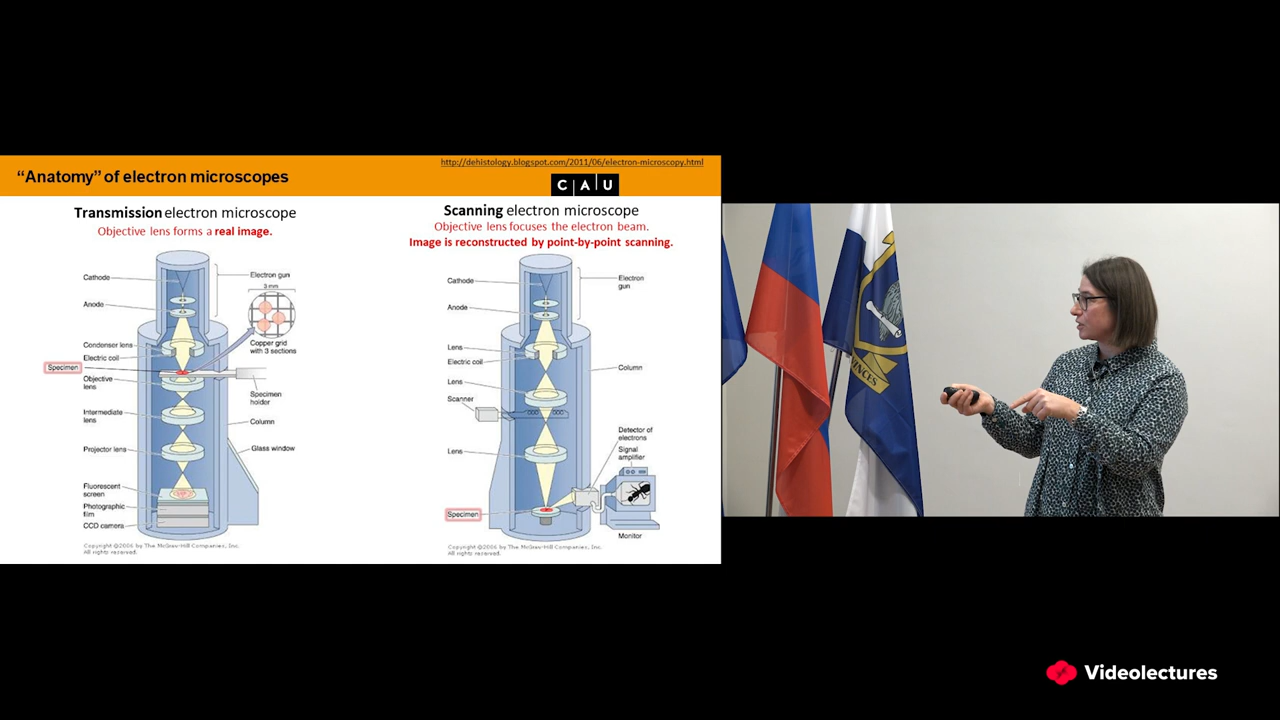 http://dehistology.blogspot.com/2011/06/electron-microscopy.html
“Anatomy” of electron microscopes
C A U
Transmission electron microscope
Objective lens forms a real image.
Cathode
Electron gun
3 mm
Anode
Copper grid
with 3 sections
Condenser lens
Electric coil
Specimen
Objective
lens
Specimen
holder
Intermediate
lens
Column
Projector lens
Glass window
Fluorescent
screen
Photographic
film
CCD camera
Copyright ©2006 by The McGraw-Hill Companies, Inc.
All rights reserved.
Scanning electron microscope
Objective lens focuses the electron beam.
Image is reconstructed by point-by-point scanning.
Cathode
Electron
gun
Anode
Lens
Electric coil
Column
Lens
Scanner
Detector of
electrons
Signal
amplifier
Lens
Specimen
Monitor
Copyright ©2006 by The McGraw-Hill Companies, Inc.
All rights reserved.
INCES
Videolectures